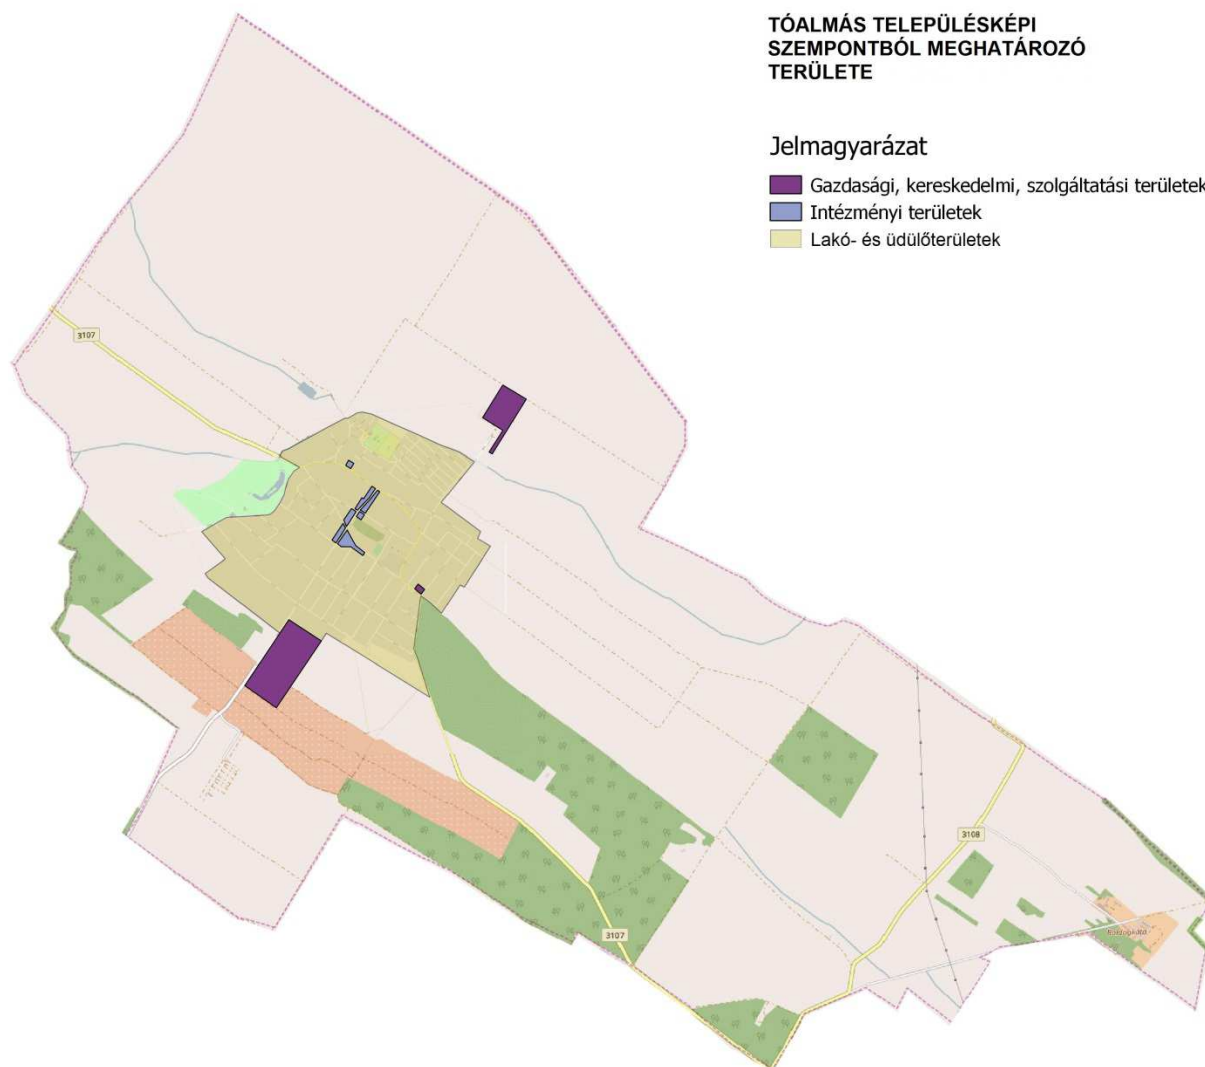 TÓALMÁS TELEPÜLÉSKÉPI
SZEMPONTBÓL MEGHATÁROZÓ
TERÜLETE
Jelmagyarázat
Gazdasági, kereskedelmi, szolgáltatási területek
Intézményi területek
Lakó- és üdülőterületek
3107
3108
3107